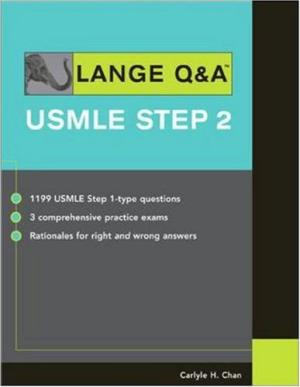 LANGE Q&A™
USMLE STEP 2
1199 USMLE Step 1-type questions
3 comprehensive practice exams
Rationales for right and wrong answers
Carlyle H. Chan